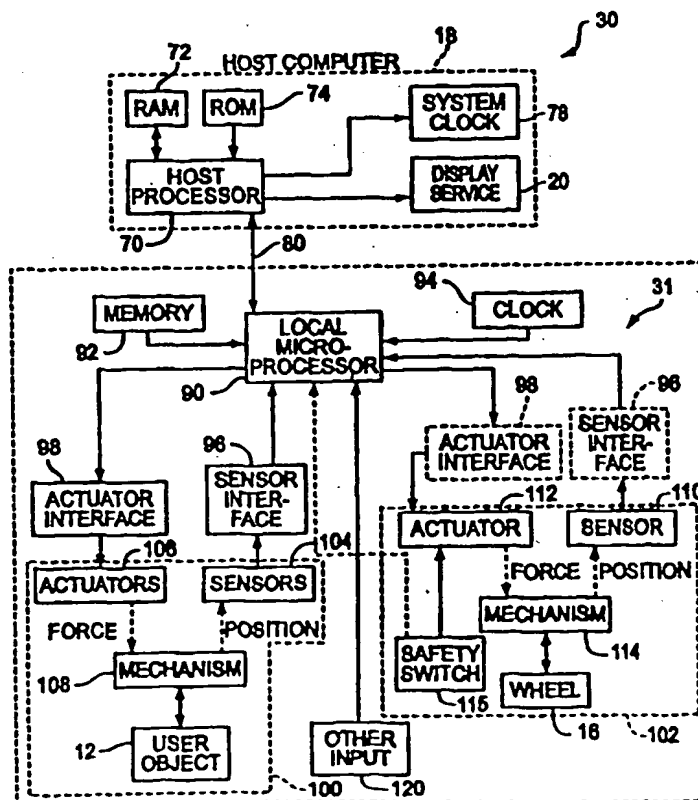 30
18
HOST COMPUTER
72
RAM
ROM
74
SYSTEM
CLOCK
78
HOST
PROCESSOR
70
DISPLAY
SERVICE
20
80
31
MEMORY
92
94
CLOCK
LOCAL
MICRO-
PROCESSOR
90
98
ACTUATOR
INTERFACE
96
SENSOR
INTER-
FACE
98
ACTUATOR
INTERFACE
96
SENSOR
INTER-
FACE
106
ACTUATORS
104
SENSORS
FORCE
POSITION
MECHANISM
108
12
USER
OBJECT
100
112
ACTUATOR
110
SENSOR
FORCE
POSITION
MECHANISM
114
SAFETY
SWITCH
115
WHEEL
16
102
OTHER
INPUT
120